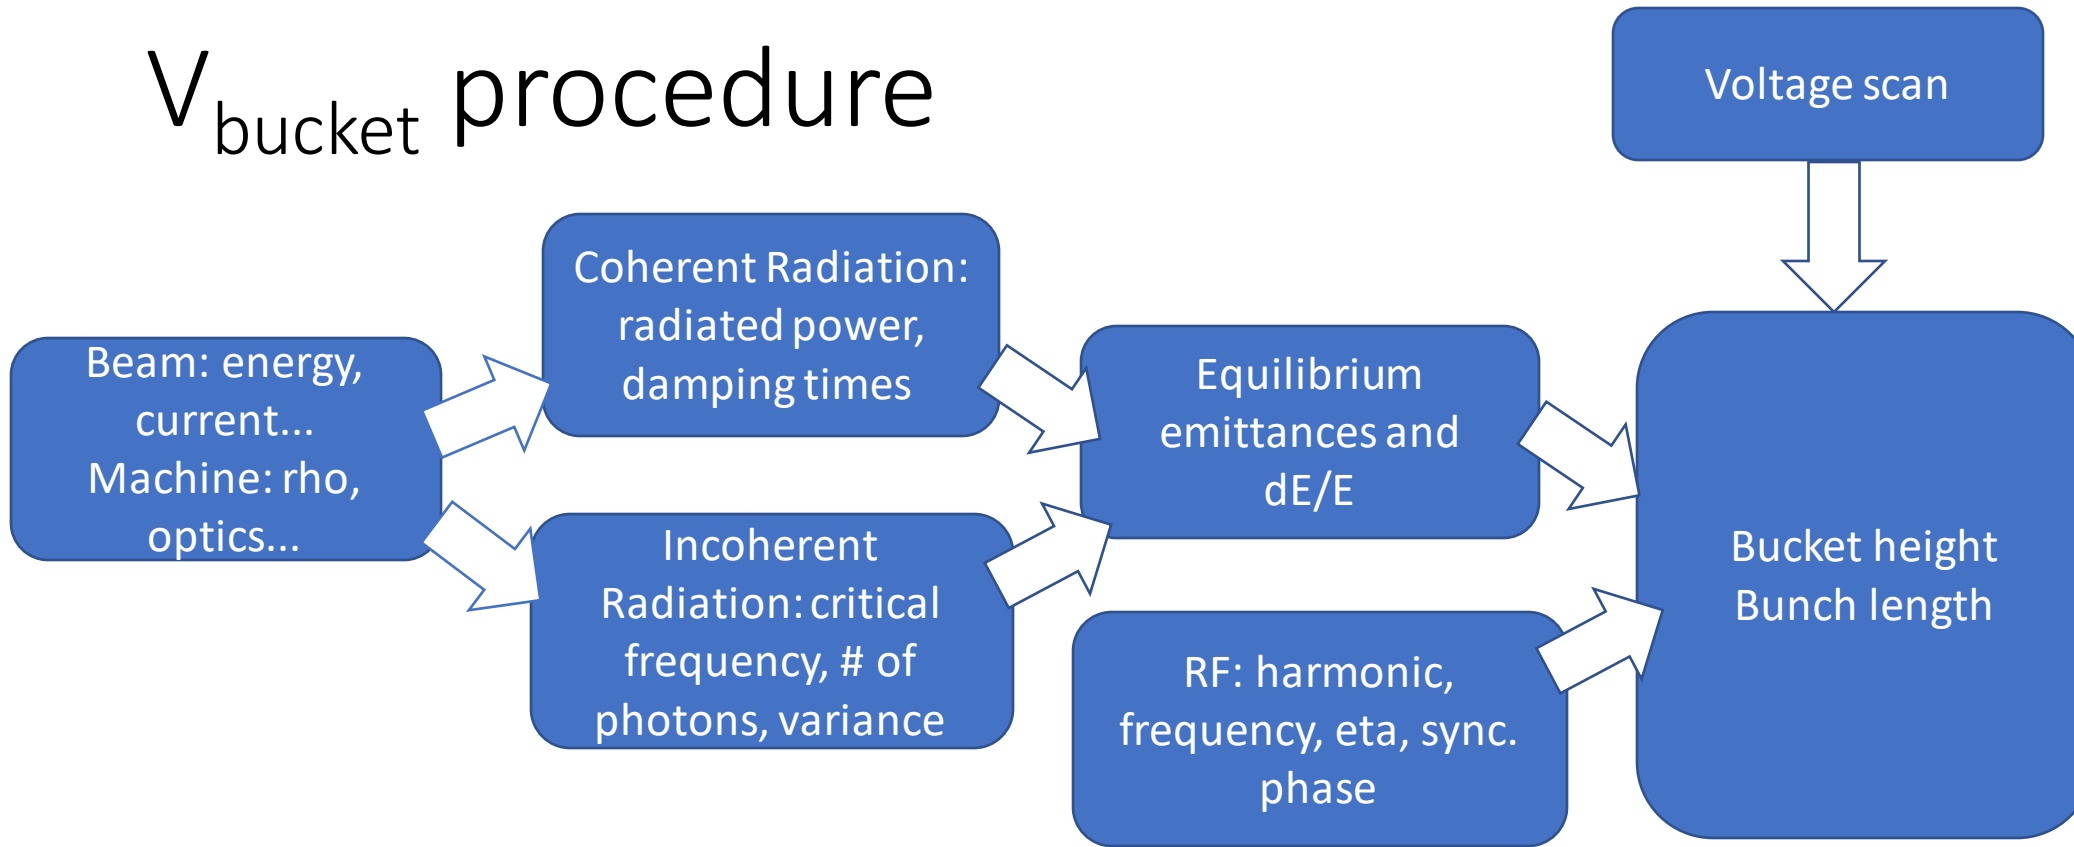 V_bucket procedure
Voltage scan
Beam: energy,
current...
Machine: rho,
optics...
Coherent Radiation:
radiated power,
damping times
Incoherent
Radiation: critical
frequency, # of
photons, variance
Equilibrium
emittances and
dE/E
RF: harmonic,
frequency, eta, sync.
phase
Bucket height
Bunch length